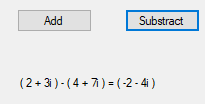 Add
Substract
( 2 + 3i ) - ( 4 + 7i ) = ( -2 - 4i )